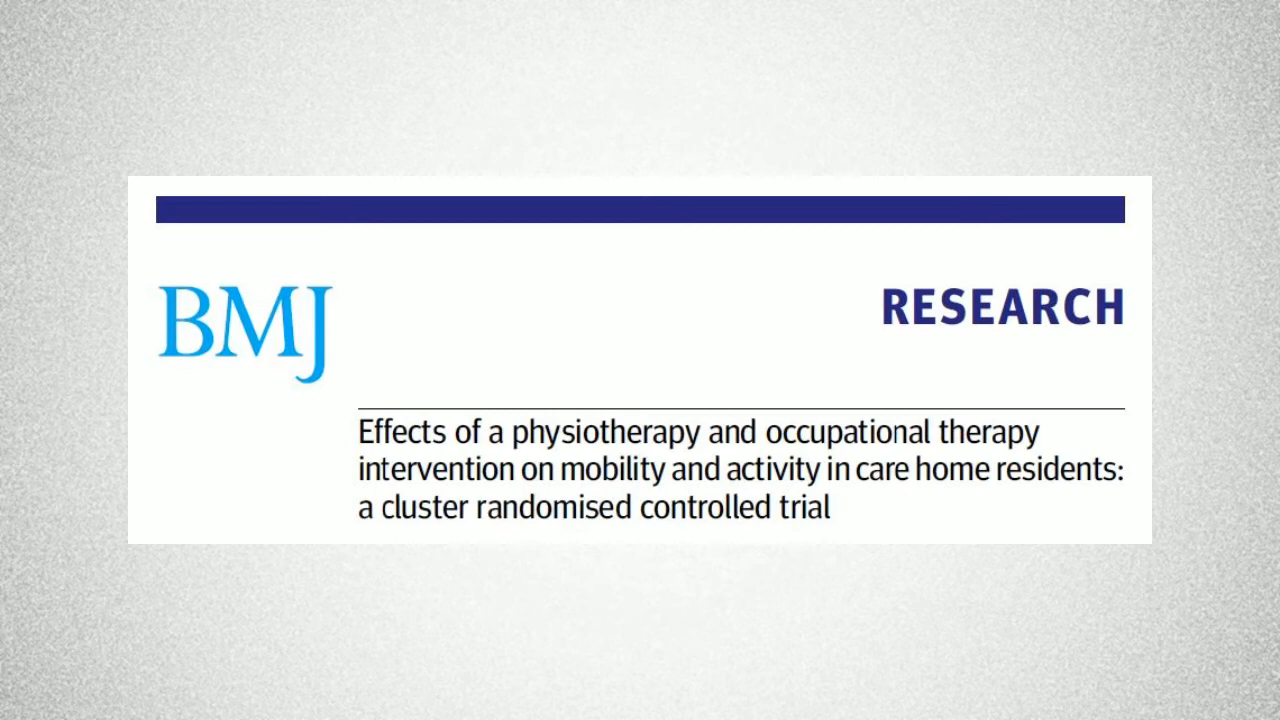 BMJ
RESEARCH
Effects of a physiotherapy and occupational therapy
intervention on mobility and activity in care home residents:
a cluster randomised controlled trial